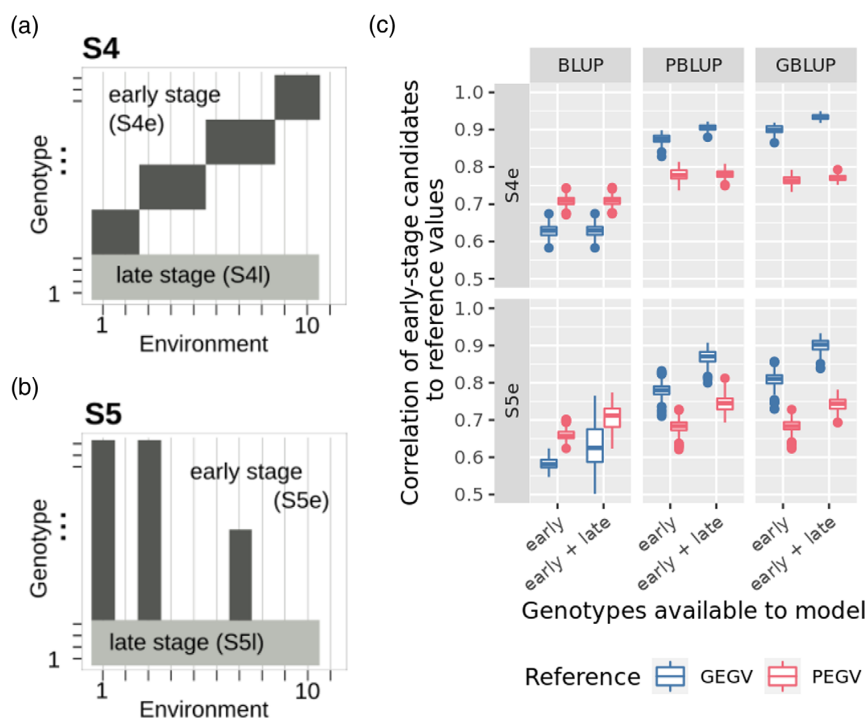 (a)
S4
early stage
(S4e)
Genotype
...
late stage (S4l)
1
1
10
Environment
(b)
S5
early stage
(S5e)
Genotype
...
late stage (S5l)
1
1
10
Environment
(c)
BLUP
PBLUP
GBLUP
Correlation of early-stage candidates
to reference values
1.0
0.9
0.8
0.7
0.6
0.5
S4e
1.0
0.9
0.8
0.7
0.6
0.5
S5e
early
early + late
early
early + late
early
early + late
Genotypes available to model
Reference
GEGV
PEGV